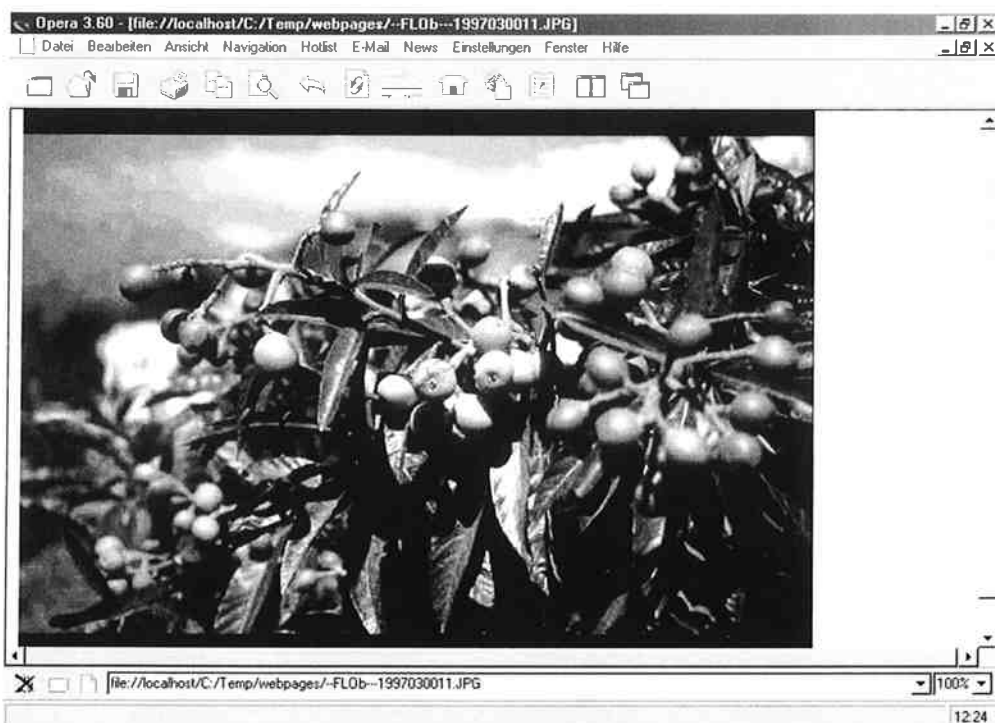 Opera 3.60 - [file://localhost/C:/Temp/webpages/--FLOb---1997030011.JPG]
Datei Bearbeiten Ansicht Navigation Hotlist E-Mail News Einstellungen Fenster Hilfe
file://localhost/C:/Temp/webpages/--FLOb---1997030011.JPG
100%
12:24